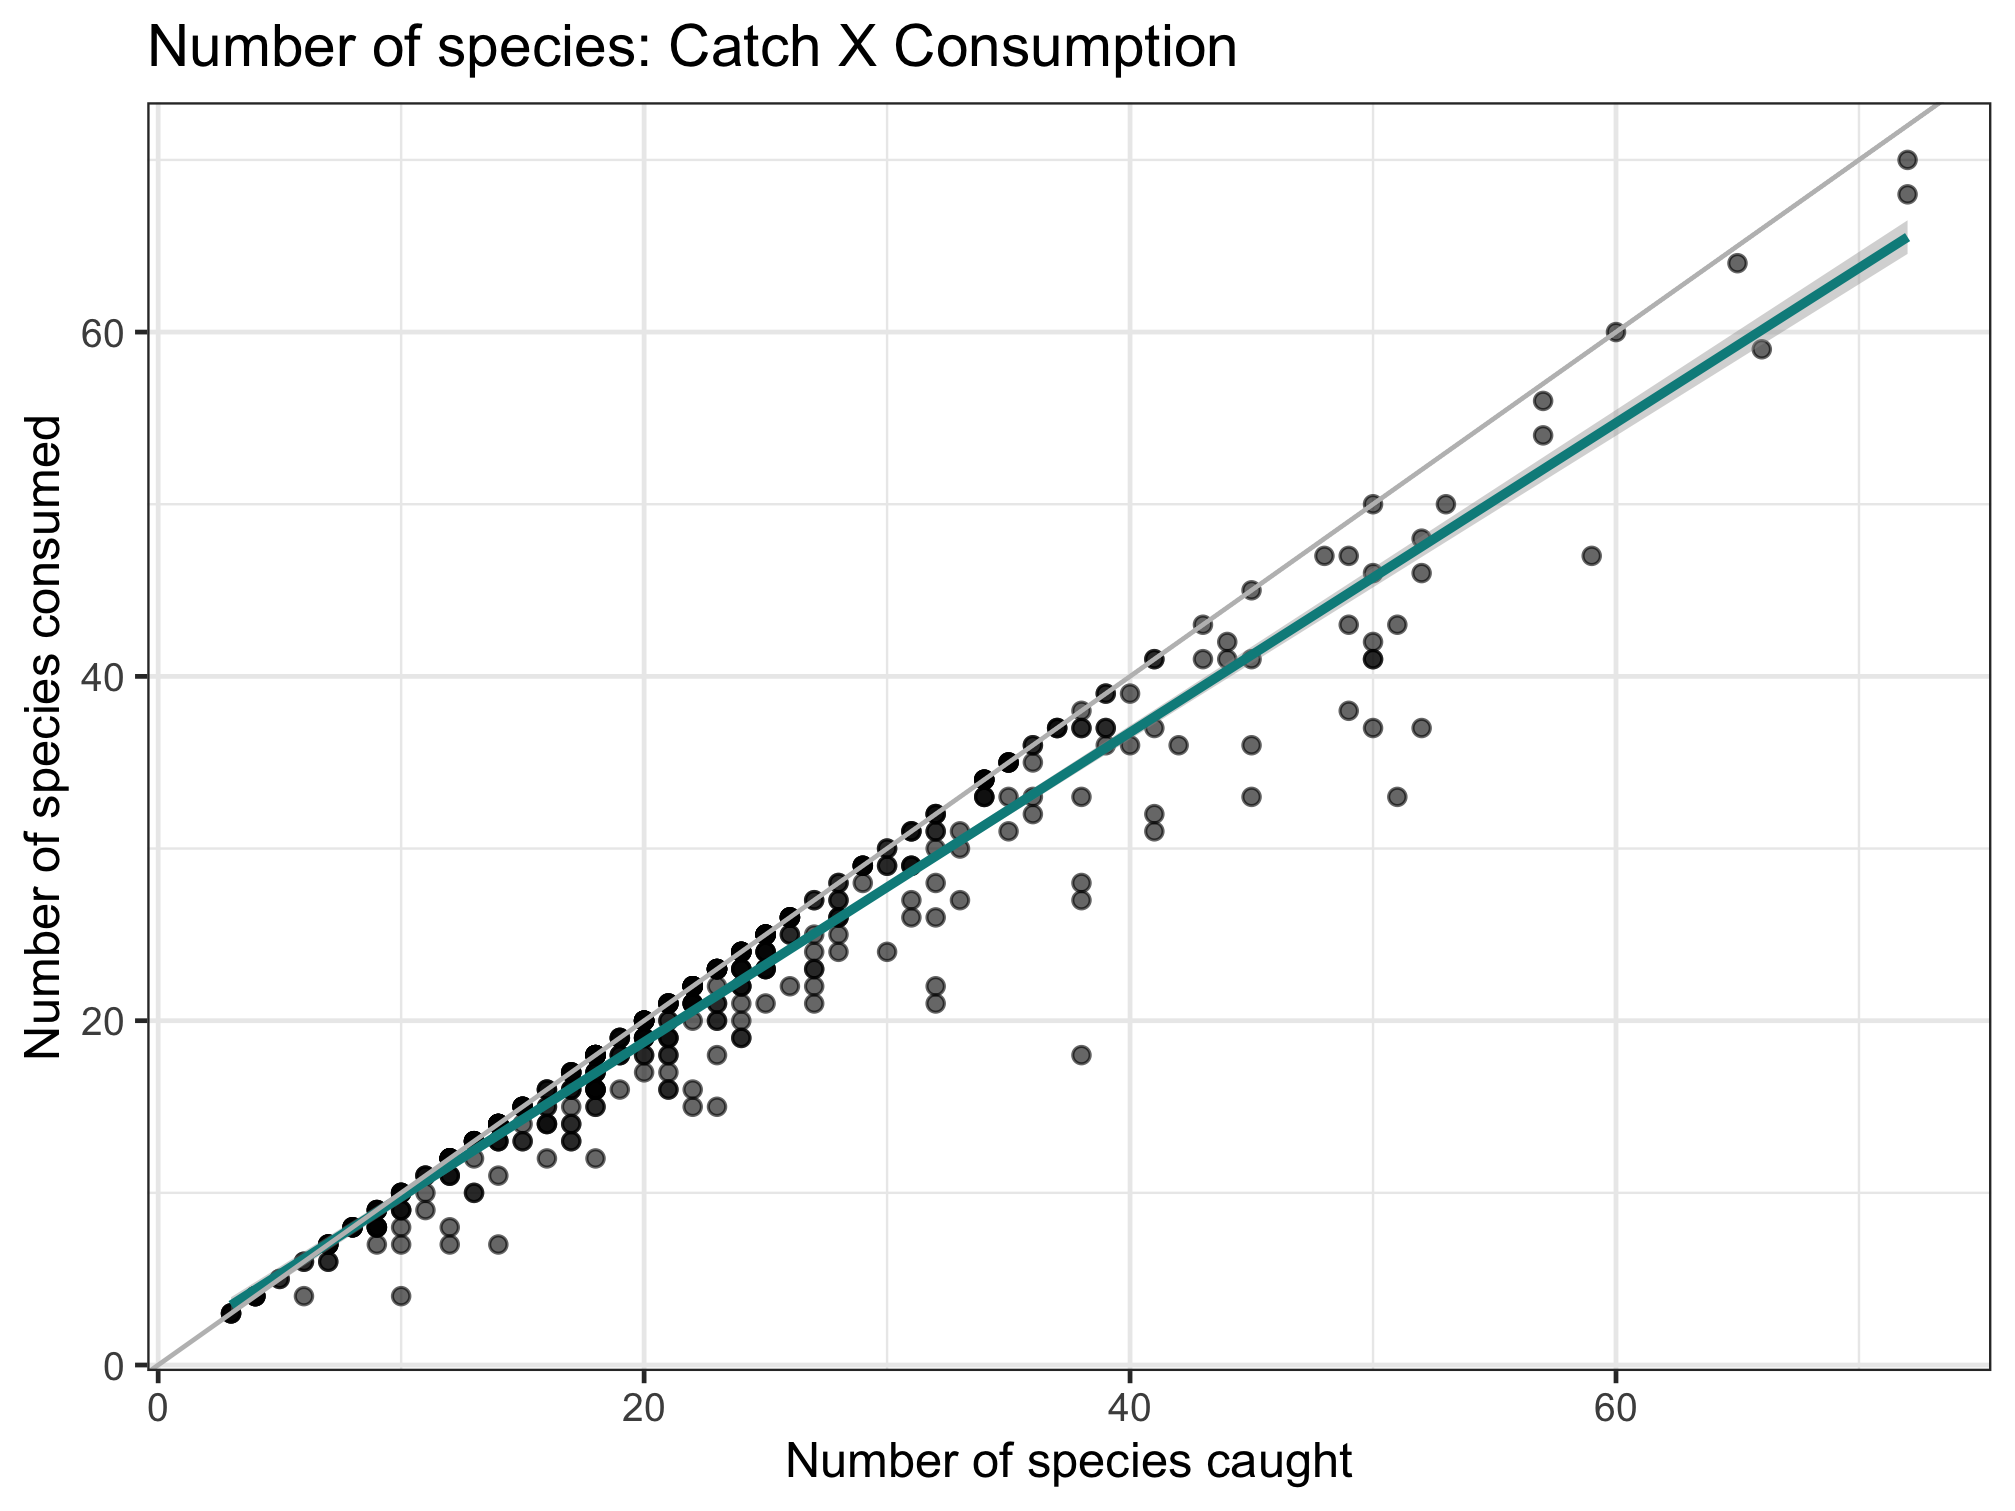 Number of species: Catch X Consumption
Number of species consumed
60
40
20
0
0 20 40 60
Number of species caught